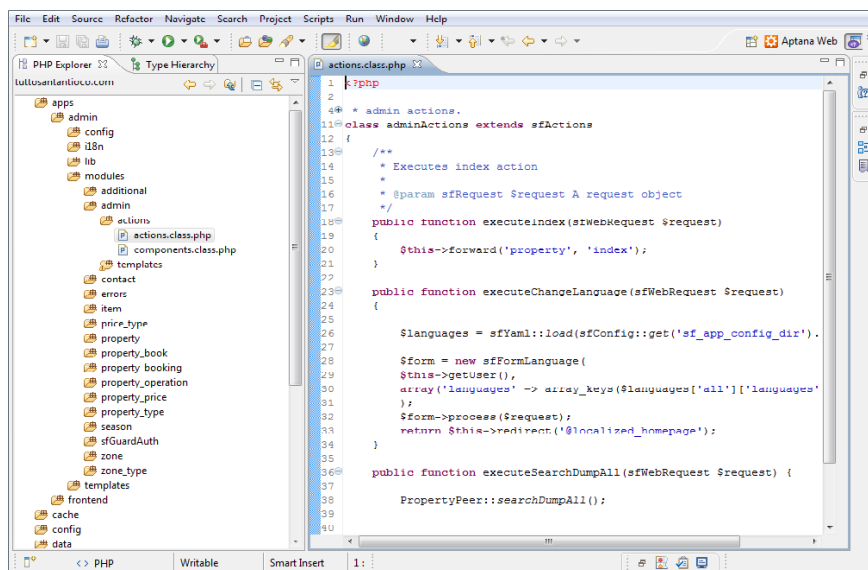 File Edit Source Refactor Navigate Search Project Scripts Run Window Help
Aptana Web
PHP Explorer
Type Hierarchy
tuttosantantioco.com
apps
admin
config
i18n
lib
modules
additional
admin
actions
actions.class.php
components.class.php
templates
contact
errors
item
price_type
property
property_book
property_booking
property_operation
property_price
property_type
season
sfGuardAuth
zone
zone_type
templates
frontend
cache
config
data
actions.class.php
1 <?php
2
4 * admin actions.
11 class adminActions extends sfActions
12 {
13 /**
14 * Executes index action
15 *
16 * @param sfRequest $request A request object
17 */
18 public function executeIndex(sfWebRequest $request)
19 {
20 $this->forward('property', 'index');
21 }
22
23 public function executeChangeLanguage(sfWebRequest $request)
24 {
25
26 $languages = sfYaml::load(sfConfig::get('sf_app_config_dir').
27
28 $form = new sfFormLanguage(
29 $this->getUser(),
30 array('languages' => array_keys($languages['all']['languages'
31 );
32 $form->process($request);
33 return $this->redirect('@localized_homepage');
34 }
35
36 public function executeSearchDumpAll(sfWebRequest $request) {
37
38 PropertyPeer::searchDumpAll();
39
40
<> PHP
Writable
Smart Insert
1 :